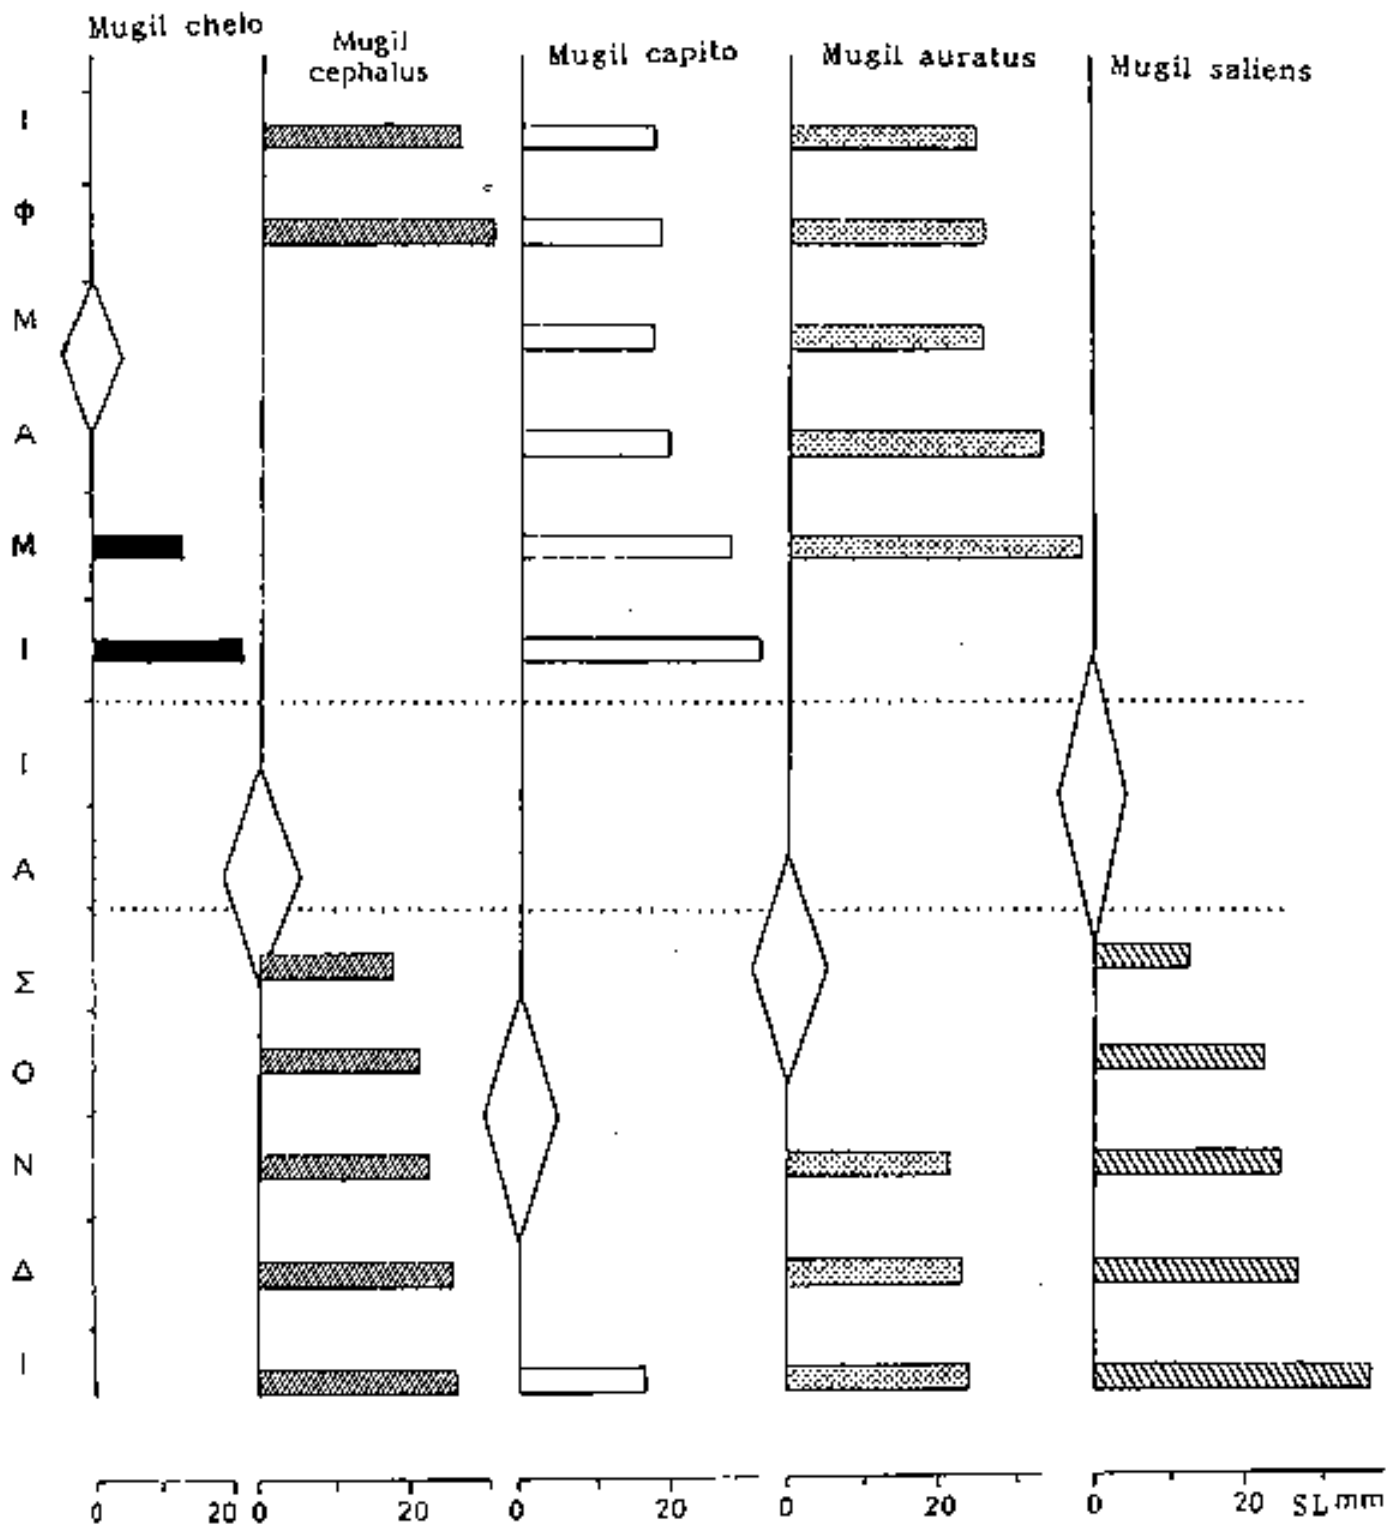 Mugil chelo
Mugil
cephalus
Mugil capito
Mugil auratus
Mugil saliens
Ι
Φ
Μ
Α
Μ
Ι
Ι
Α
Σ
Ο
Ν
Δ
Ι
0 20 0 20 0 20 0 20 0 20 SL mm